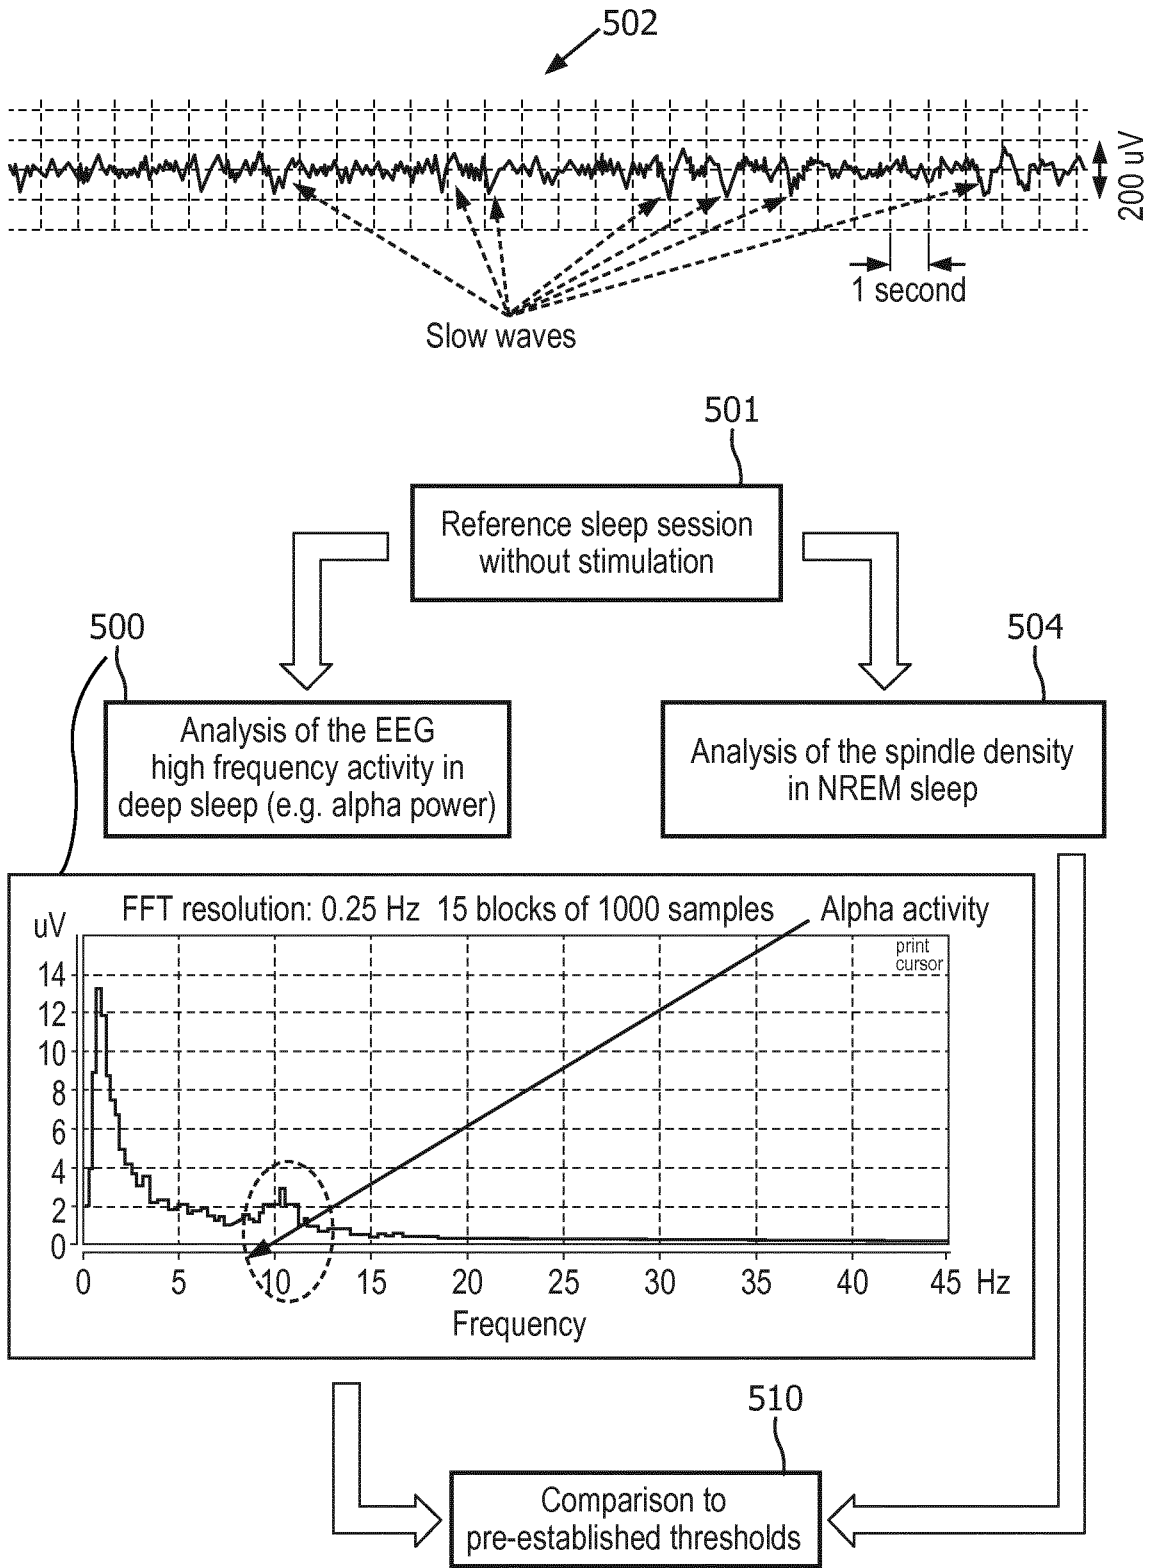 502
200 uV
1 second
Slow waves
501
Reference sleep session
without stimulation
500
504
Analysis of the EEG
high frequency activity in
deep sleep (e.g. alpha power)
Analysis of the spindle density
in NREM sleep
FFT resolution: 0.25 Hz 15 blocks of 1000 samples
Alpha activity
uV
print
cursor
14
12
10
8
6
4
2
0
0 5 10 15 20 25 30 35 40 45 Hz
Frequency
510
Comparison to
pre-established thresholds